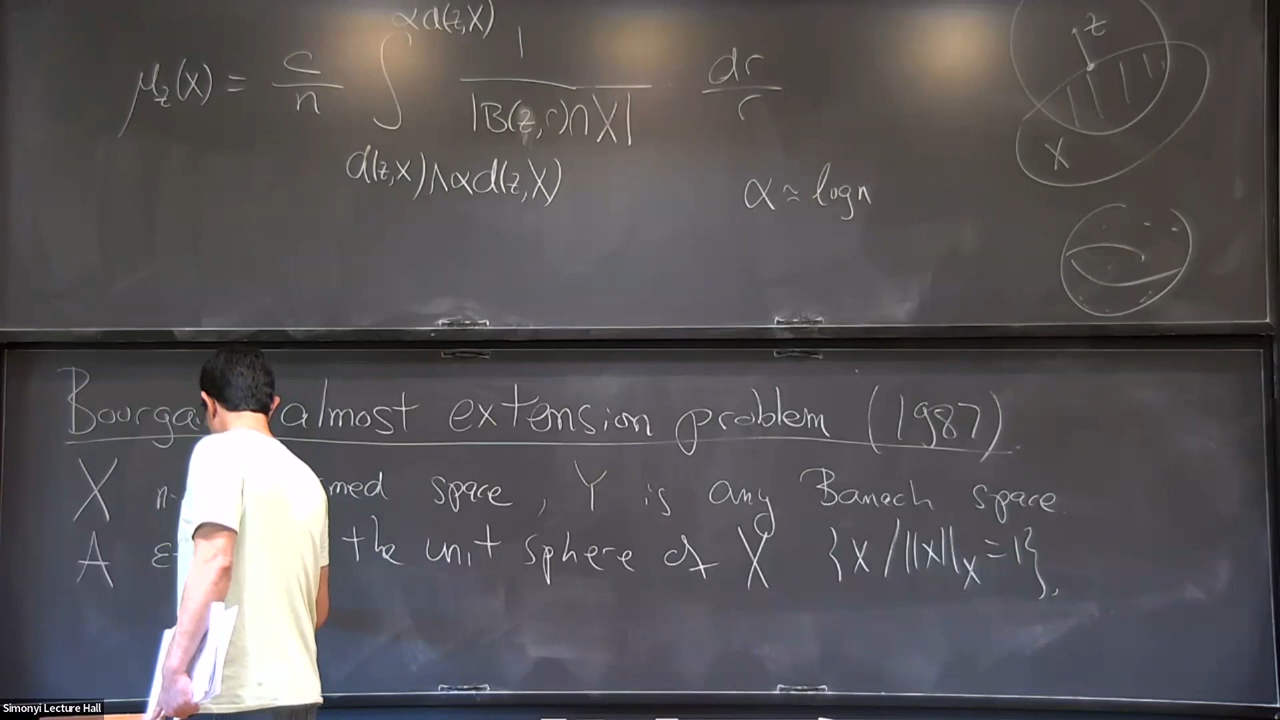 αd(z,X)
μ_z(x) = c/n ∫ 1/|B(z,r)∩X| dr/r
d(z,x)∧αd(z,X)
α ≈ log n
z
X
almost extension problem (1987)
X space, Y is any Banach space.
A the unit sphere of X {x / ||x||_X = 1},
Simonyi Lecture Hall